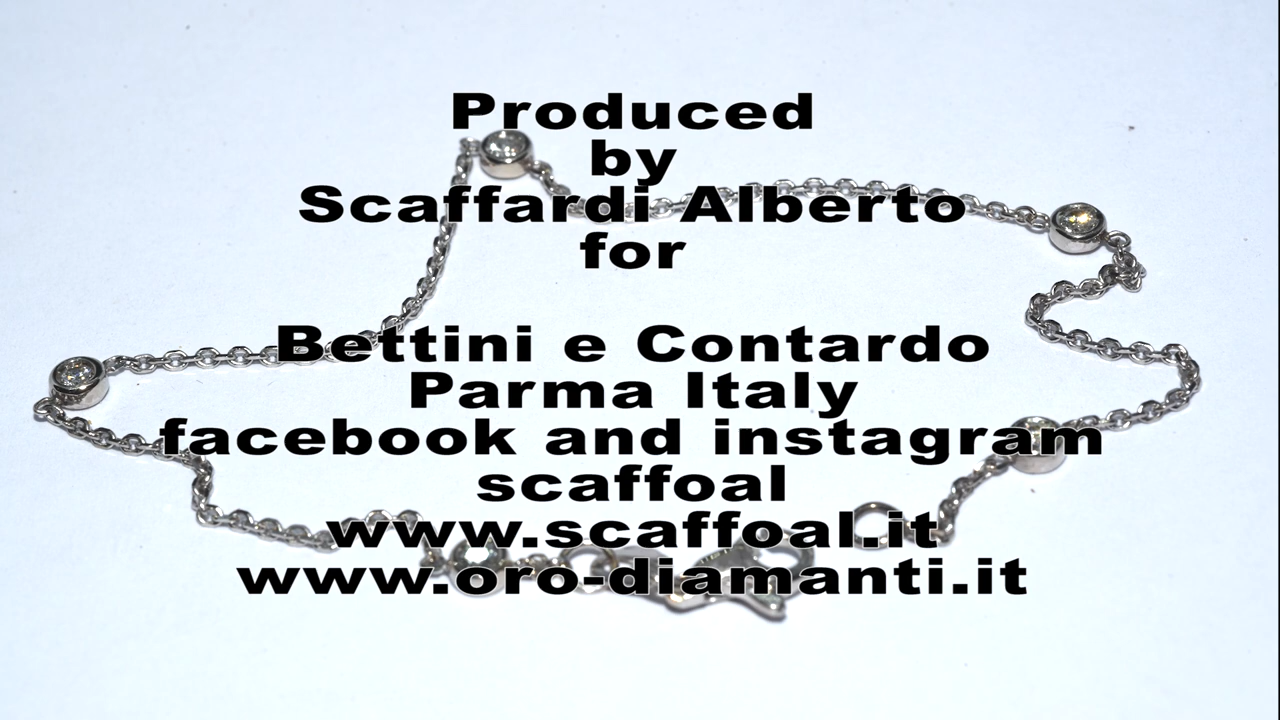 Produced
by
Scaffardi Alberto
for
Bettini e Contardo
Parma Italy
facebook and instagram
scaffoal
www.scaffoal.it
www.oro-diamanti.it